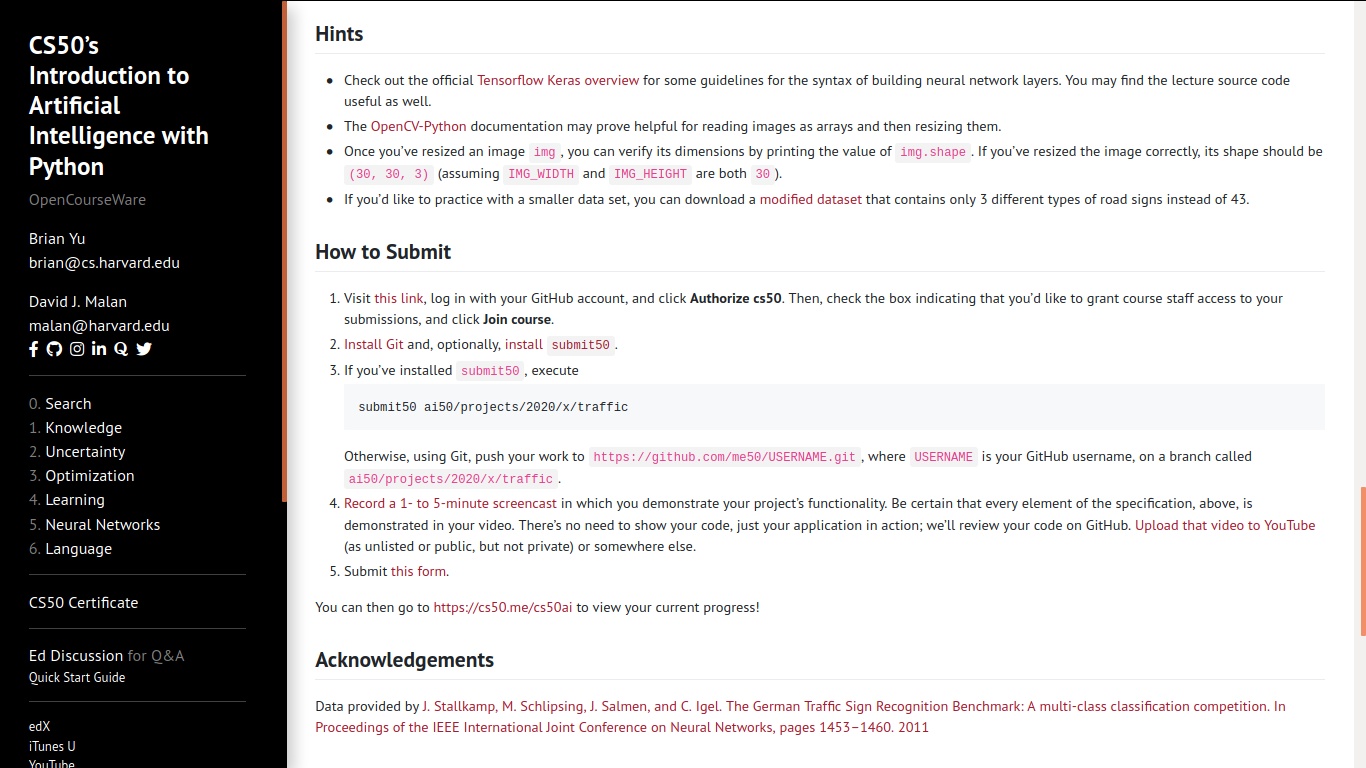 CS50’s
Introduction to
Artificial
Intelligence with
Python
OpenCourseWare
Brian Yu
brian@cs.harvard.edu
David J. Malan
malan@harvard.edu
0. Search
1. Knowledge
2. Uncertainty
3. Optimization
4. Learning
5. Neural Networks
6. Language
CS50 Certificate
Ed Discussion for Q&A
Quick Start Guide
edX
iTunes U
YouTube
Hints
• Check out the official Tensorflow Keras overview for some guidelines for the syntax of building neural network layers. You may find the lecture source code
useful as well.
• The OpenCV-Python documentation may prove helpful for reading images as arrays and then resizing them.
• Once you’ve resized an image img, you can verify its dimensions by printing the value of img.shape. If you’ve resized the image correctly, its shape should be
(30, 30, 3) (assuming IMG_WIDTH and IMG_HEIGHT are both 30).
• If you’d like to practice with a smaller data set, you can download a modified dataset that contains only 3 different types of road signs instead of 43.
How to Submit
1. Visit this link, log in with your GitHub account, and click Authorize cs50. Then, check the box indicating that you’d like to grant course staff access to your
submissions, and click Join course.
2. Install Git and, optionally, install submit50.
3. If you’ve installed submit50, execute
submit50 ai50/projects/2020/x/traffic
Otherwise, using Git, push your work to https://github.com/me50/USERNAME.git, where USERNAME is your GitHub username, on a branch called
ai50/projects/2020/x/traffic.
4. Record a 1- to 5-minute screencast in which you demonstrate your project’s functionality. Be certain that every element of the specification, above, is
demonstrated in your video. There’s no need to show your code, just your application in action; we’ll review your code on GitHub. Upload that video to YouTube
(as unlisted or public, but not private) or somewhere else.
5. Submit this form.
You can then go to https://cs50.me/cs50ai to view your current progress!
Acknowledgements
Data provided by J. Stallkamp, M. Schlipsing, J. Salmen, and C. Igel. The German Traffic Sign Recognition Benchmark: A multi-class classification competition. In
Proceedings of the IEEE International Joint Conference on Neural Networks, pages 1453–1460. 2011